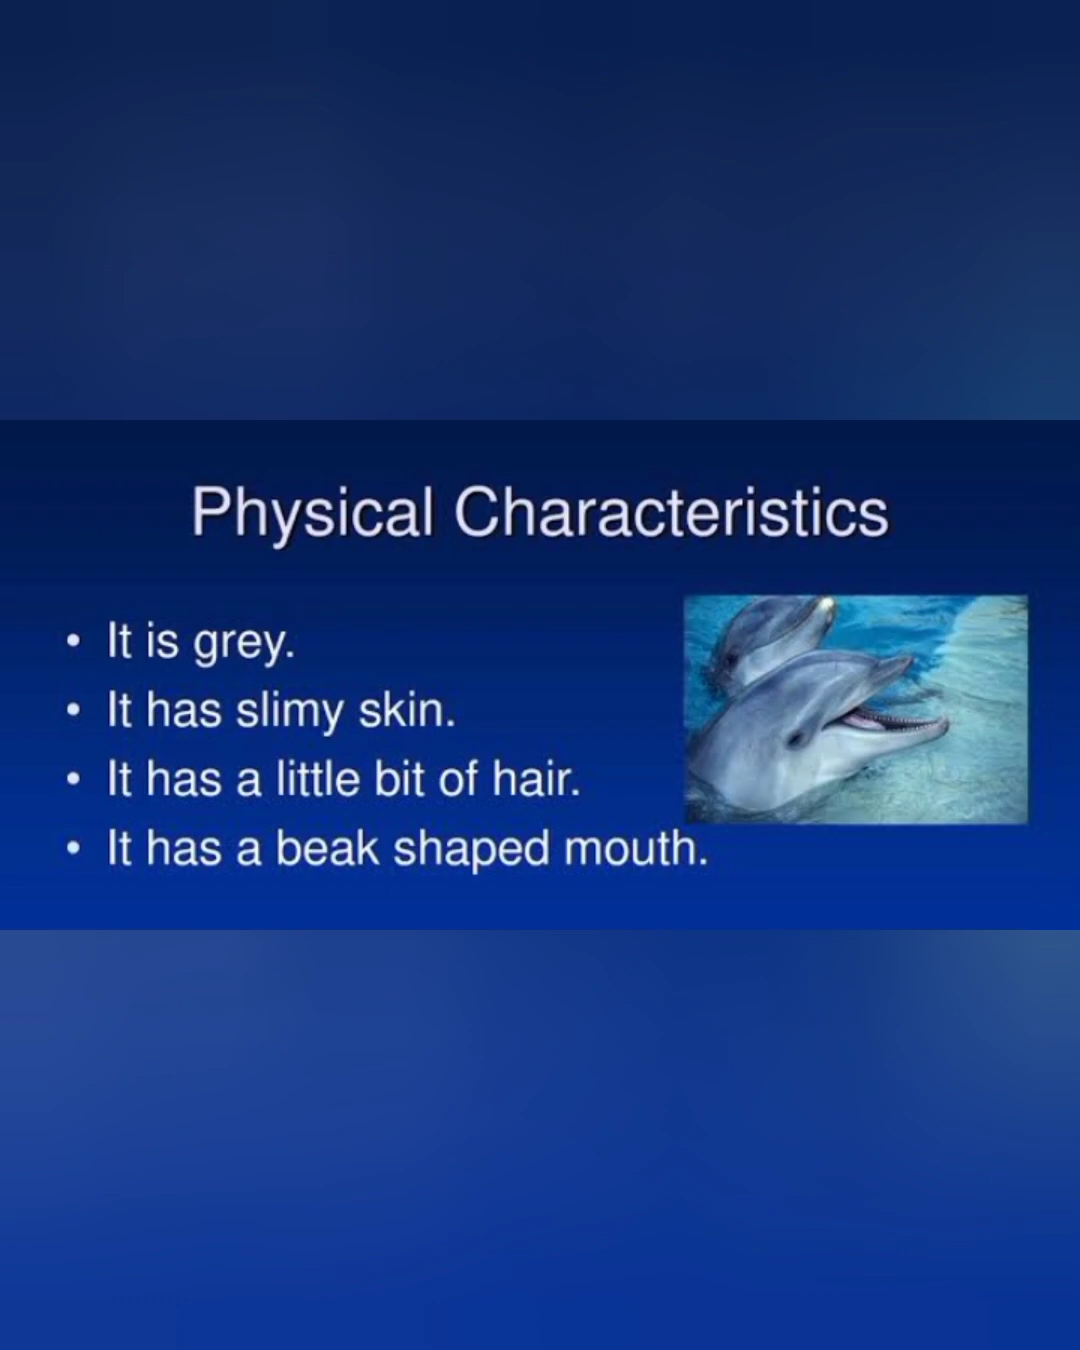 Physical Characteristics
• It is grey.
• It has slimy skin.
• It has a little bit of hair.
• It has a beak shaped mouth.